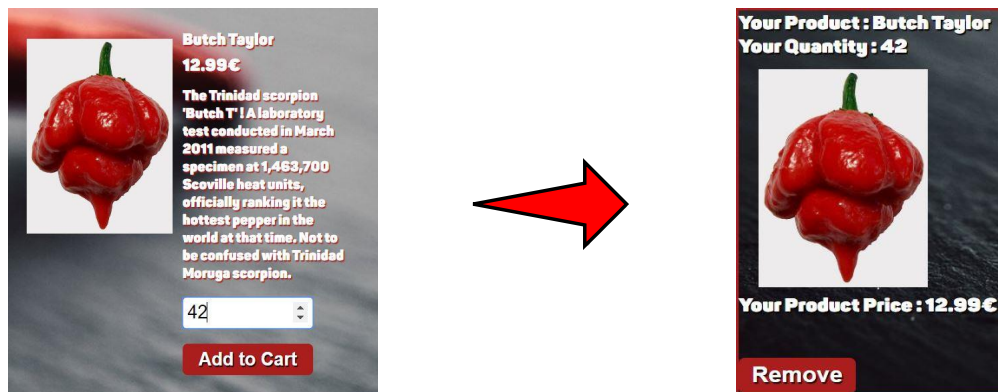 Butch Taylor
12.99€
The Trinidad scorpion
'Butch T' ! A laboratory
test conducted in March
2011 measured a
specimen at 1,463,700
Scoville heat units,
officially ranking it the
hottest pepper in the
world at that time. Not to
be confused with Trinidad
Moruga scorpion.
42
Add to Cart
Your Product : Butch Taylor
Your Quantity : 42
Your Product Price : 12.99€
Remove